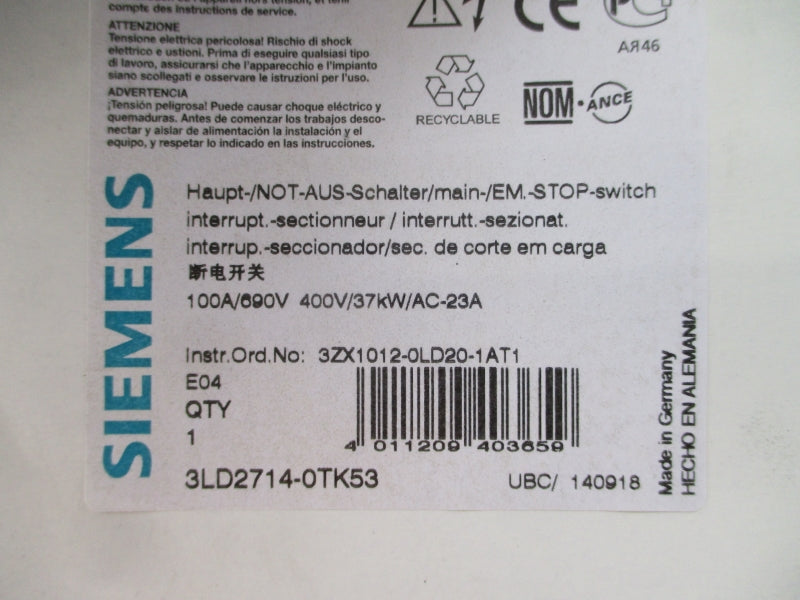 compte des instructions de service.
ATTENZIONE
Tensione elettrica pericolosa! Rischio di shock
elettrico e ustioni. Prima di eseguire qualsiasi tipo
di lavoro, assicurarsi che l'apparecchio e l'impianto
siano scollegati e osservare le istruzioni per l'uso.
ADVERTENCIA
¡Tensión peligrosa! Puede causar choque eléctrico y
quemaduras. Antes de comenzar los trabajos desco-
nectar y aislar de alimentación la instalación y el
equipo, y respetar lo indicado en las instrucciones.
CE
АЯ46
RECYCLABLE
NOM·ANCE
SIEMENS
Haupt-/NOT-AUS-Schalter/main-/EM.-STOP-switch
interrupt.-sectionneur / interrutt.-sezionat.
interrup.-seccionador/sec. de corte em carga
断电开关
100A/690V 400V/37kW/AC-23A
Instr.Ord.No: 3ZX1012-0LD20-1AT1
E04
QTY
1
4 011209 403659
3LD2714-0TK53
UBC/ 140918
Made in Germany
HECHO EN ALEMANIA